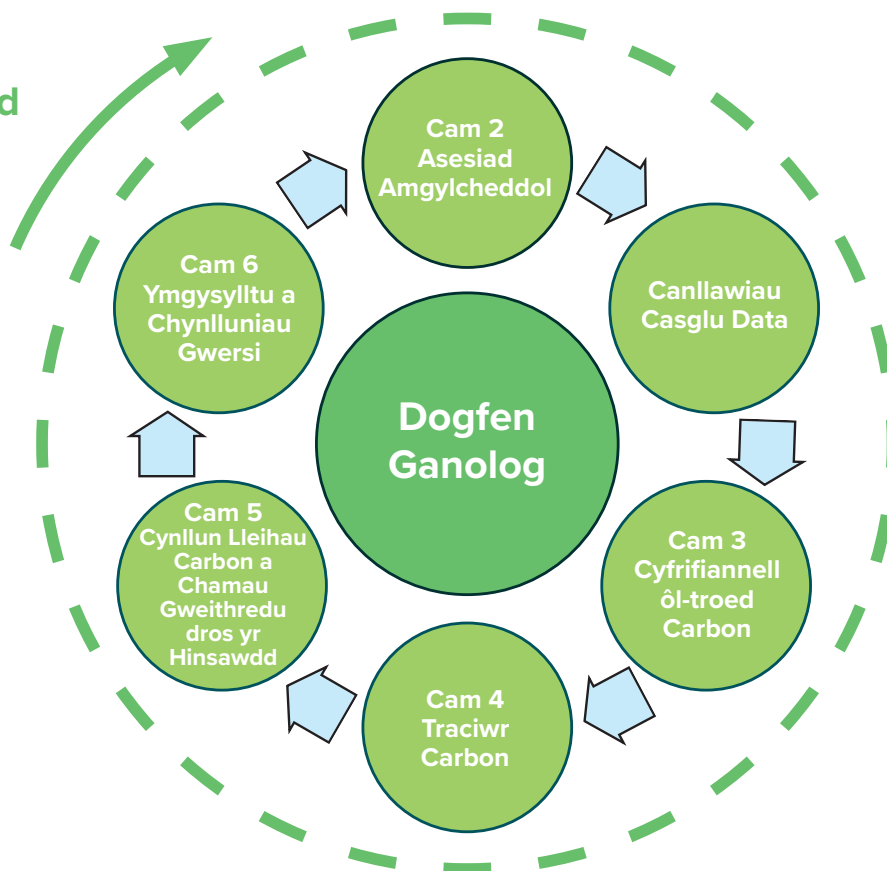 Cam 2
Asesiad
Amgylcheddol
Canllawiau
Casglu Data
Cam 3
Cyfrifiannell
ôl-troed
Carbon
Cam 4
Traciwr
Carbon
Cam 5
Cynllun Lleihau
Carbon a
Chamau
Gweithredu
dros yr
Hinsawdd
Cam 6
Ymgysylltu a
Chynlluniau
Gwersi
Dogfen
Ganolog